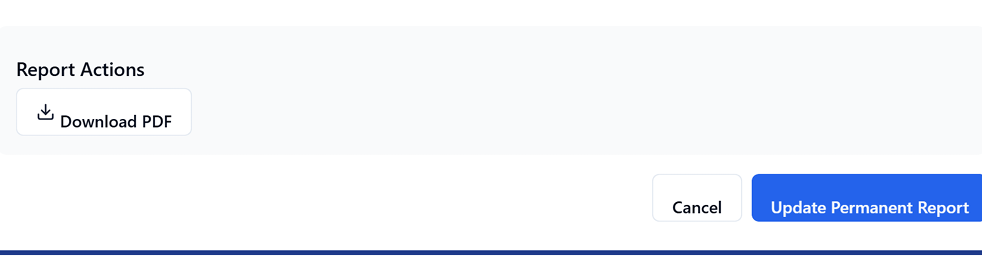 Report Actions
Download PDF
Cancel
Update Permanent Report